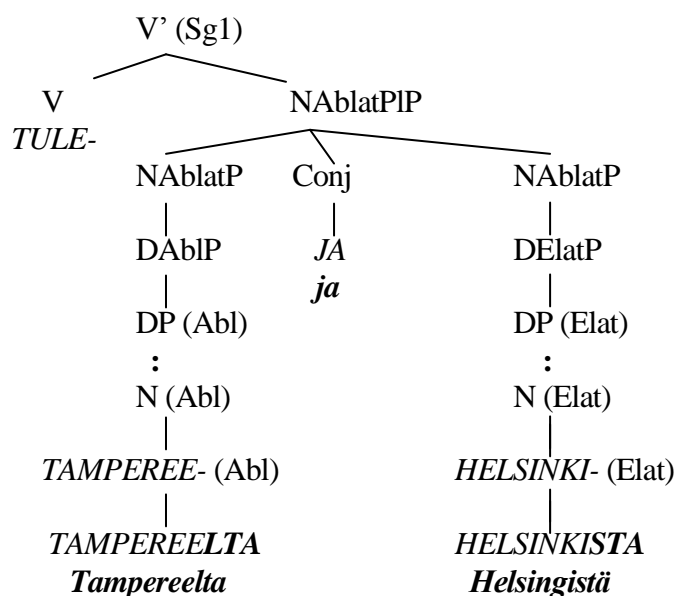 V' (Sg1)
V NAblatPlP
TULE-
NAblatP Conj NAblatP
DAblP JA DElatP
ja
DP (Abl) DP (Elat)
: :
N (Abl) N (Elat)
TAMPEREE- (Abl) HELSINKI- (Elat)
TAMPEREELTA HELSINKISTA
Tampereelta Helsingistä